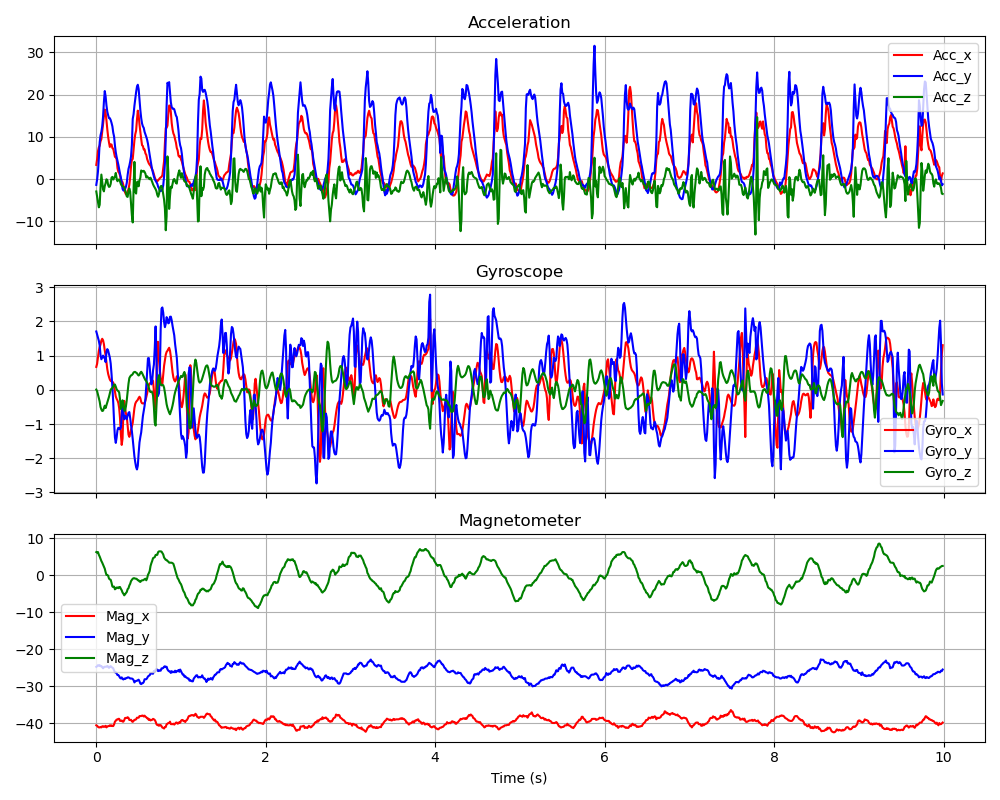 Acceleration
30
20
10
0
−10
Acc_x
Acc_y
Acc_z
Gyroscope
3
2
1
0
−1
−2
−3
Gyro_x
Gyro_y
Gyro_z
Magnetometer
10
0
−10
−20
−30
−40
Mag_x
Mag_y
Mag_z
0 2 4 6 8 10
Time (s)